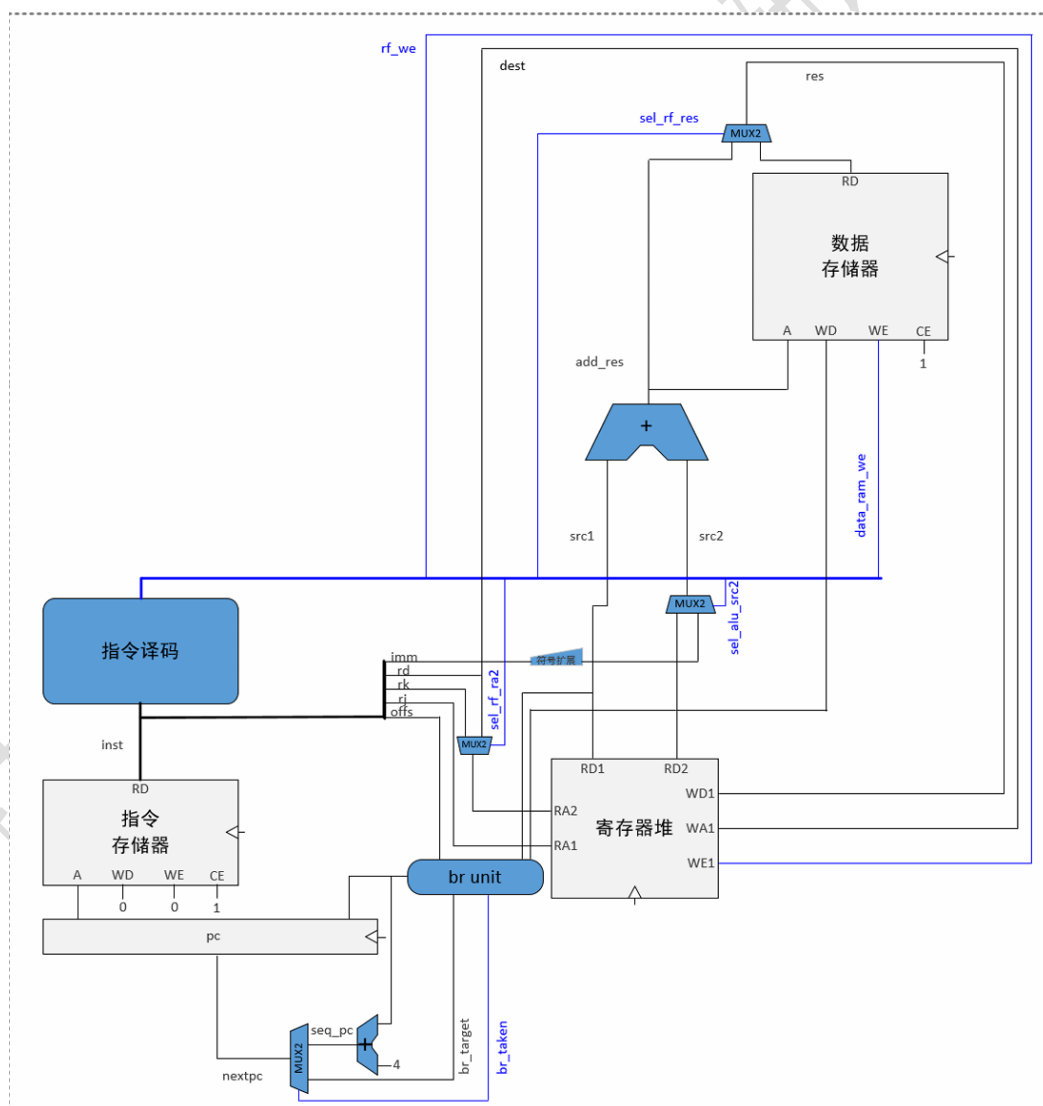 rf_we
dest
res
sel_rf_res
MUX2
RD
数据
存储器
A WD WE CE
1
add_res
+
data_ram_we
src1
src2
MUX2
sel_alu_src2
指令译码
imm
符号扩展
rd
rk
rj
offs
sel_rf_ra2
MUX2
inst
RD
指令
存储器
A WD WE CE
0 0 1
RD1 RD2
WD1
RA2
寄存器堆
WA1
RA1
WE1
br unit
pc
seq_pc
+
4
MUX2
nextpc
br_target
br_taken